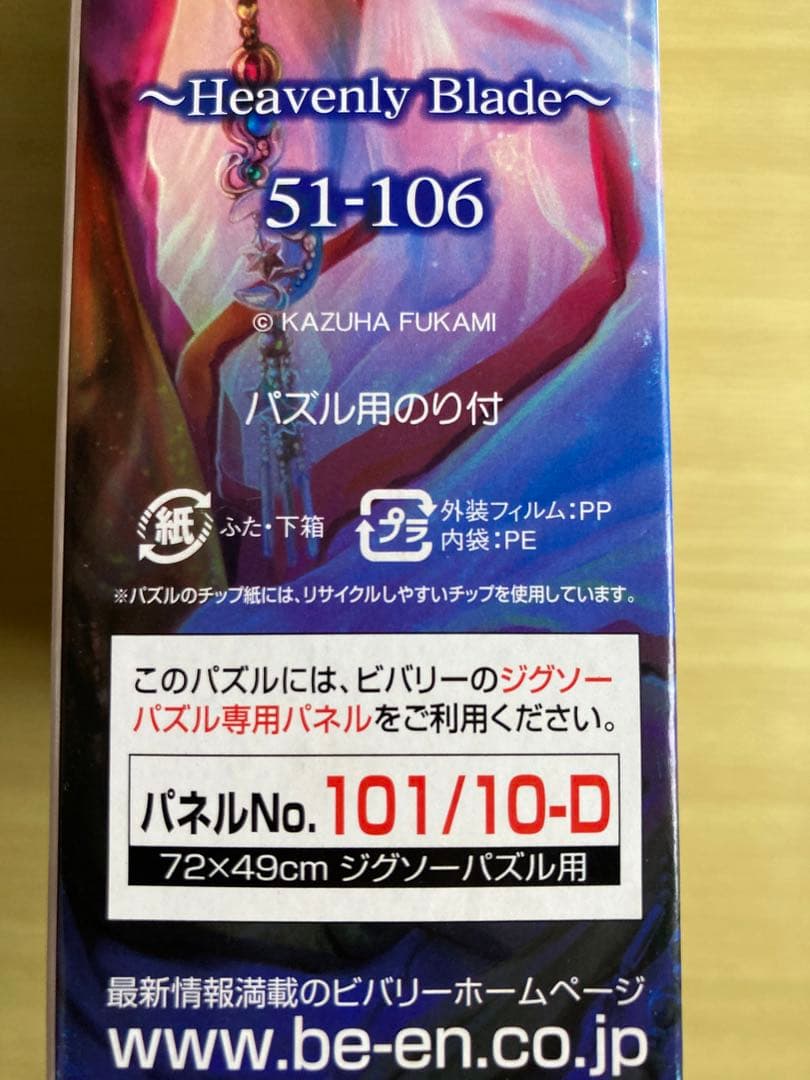 ～Heavenly Blade～
51-106
© KAZUHA FUKAMI
パズル用のり付
紙 ふた・下箱
プラ 外装フィルム:PP
内袋:PE
※パズルのチップ紙には、リサイクルしやすいチップを使用しています。
このパズルには、ビバリーのジグソー
パズル専用パネルをご利用ください。
パネルNo.101/10-D
72×49cm ジグソーパズル用
最新情報満載のビバリーホームページ
www.be-en.co.jp